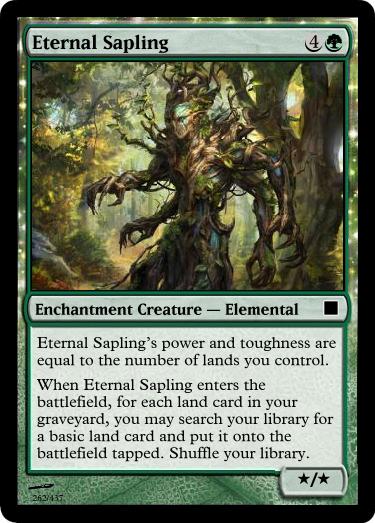 Eternal Sapling 4
Enchantment Creature — Elemental
Eternal Sapling's power and toughness are
equal to the number of lands you control.
When Eternal Sapling enters the
battlefield, for each land card in your
graveyard, you may search your library for
a basic land card and put it onto the
battlefield tapped. Shuffle your library.
★/★
262/437